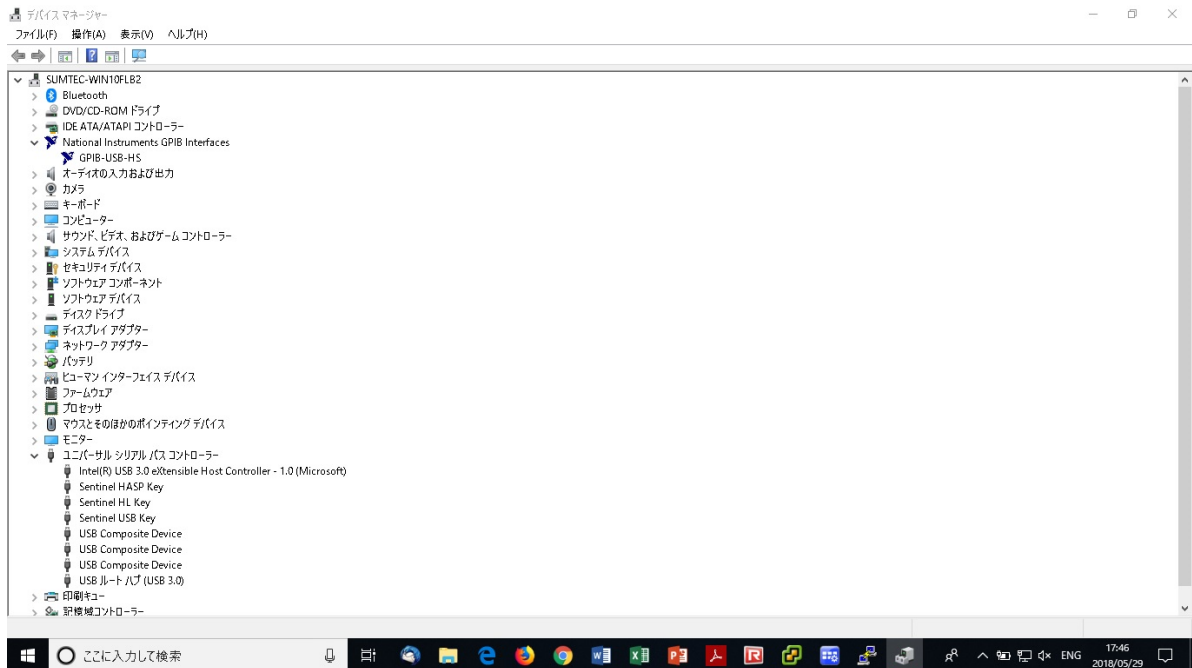 デバイス マネージャー
ファイル(F) 操作(A) 表示(V) ヘルプ(H)
SUMTEC-WIN10FLB2
Bluetooth
DVD/CD-ROM ドライブ
IDE ATA/ATAPI コントローラー
National Instruments GPIB Interfaces
GPIB-USB-HS
オーディオの入力および出力
カメラ
キーボード
コンピューター
サウンド、ビデオ、およびゲーム コントローラー
システム デバイス
セキュリティ デバイス
ソフトウェア コンポーネント
ソフトウェア デバイス
ディスク ドライブ
ディスプレイ アダプター
ネットワーク アダプター
バッテリ
ヒューマン インターフェイス デバイス
ファームウェア
プロセッサ
マウスとそのほかのポインティング デバイス
モニター
ユニバーサル シリアル バス コントローラー
Intel(R) USB 3.0 eXtensible Host Controller - 1.0 (Microsoft)
Sentinel HASP Key
Sentinel HL Key
Sentinel USB Key
USB Composite Device
USB Composite Device
USB Composite Device
USB ルート ハブ (USB 3.0)
印刷キュー
記憶域コントローラー
ここに入力して検索
ENG
17:46
2018/05/29